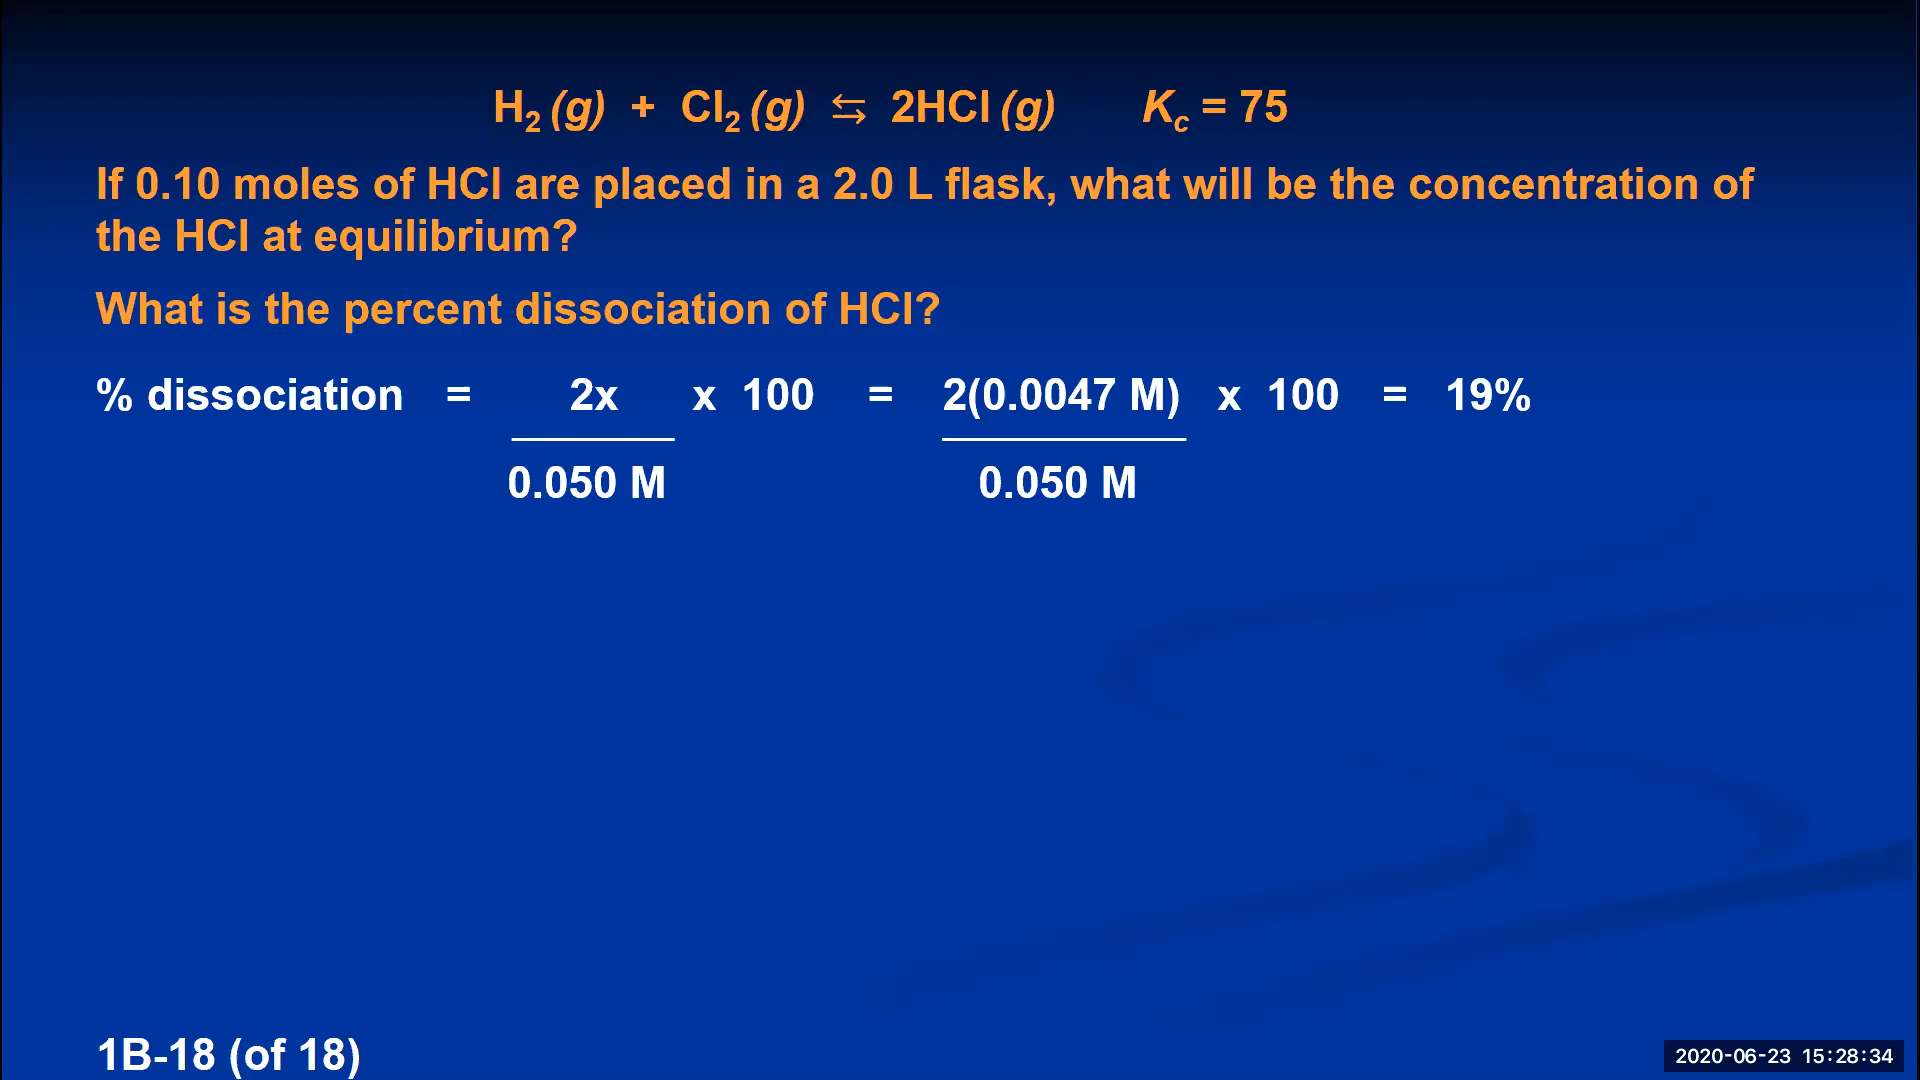 H₂ (g) + Cl₂ (g) ⇆ 2HCl (g) Kc = 75
If 0.10 moles of HCl are placed in a 2.0 L flask, what will be the concentration of
the HCl at equilibrium?
What is the percent dissociation of HCl?
% dissociation = 2x x 100 = 2(0.0047 M) x 100 = 19%
0.050 M 0.050 M
1B-18 (of 18)
2020-06-23 15:28:34